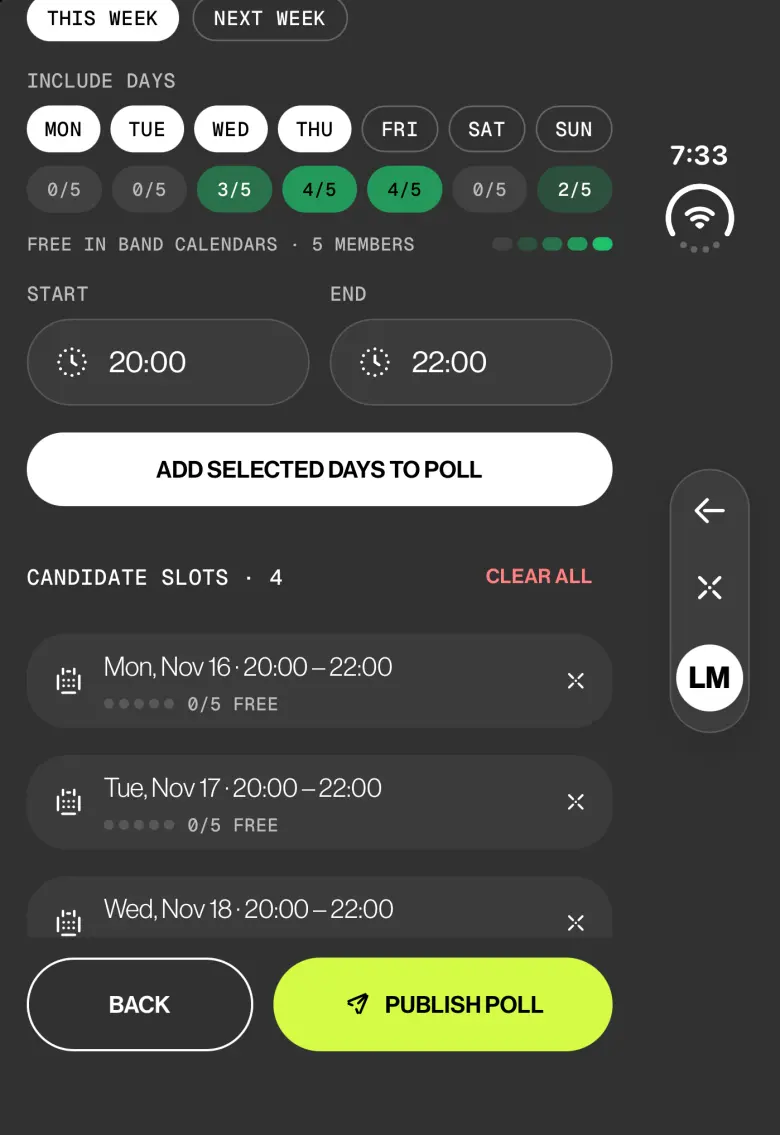 THIS WEEK NEXT WEEK
INCLUDE DAYS
MON TUE WED THU FRI SAT SUN
7:33
0/5 0/5 3/5 4/5 4/5 0/5 2/5
FREE IN BAND CALENDARS · 5 MEMBERS
START END
20:00 22:00
ADD SELECTED DAYS TO POLL
CANDIDATE SLOTS · 4 CLEAR ALL
Mon, Nov 16 · 20:00 – 22:00
0/5 FREE
LM
Tue, Nov 17 · 20:00 – 22:00
0/5 FREE
Wed, Nov 18 · 20:00 – 22:00
BACK PUBLISH POLL